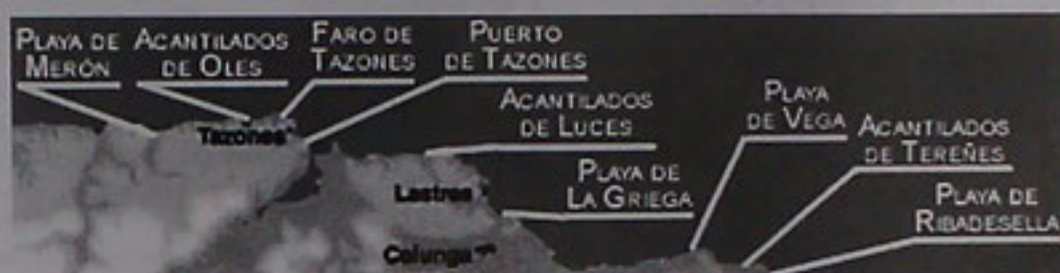 PLAYA DE
MERÓN
ACANTILADOS
DE OLES
FARO DE
TAZONES
PUERTO
DE TAZONES
ACANTILADOS
DE LUCES
PLAYA
DE VEGA
ACANTILADOS
DE TEREÑES
PLAYA DE
LA GRIEGA
PLAYA DE
RIBADESELLA
Tazones
Lastres
Colunga